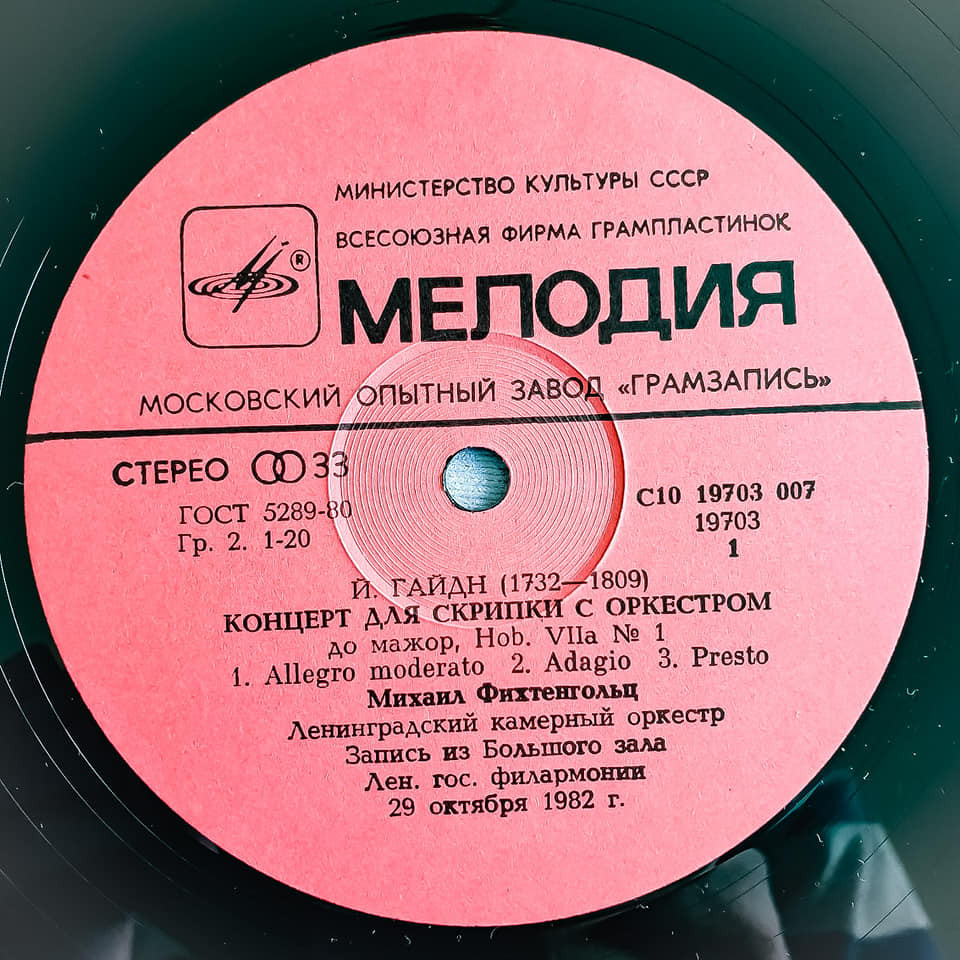 МИНИСТЕРСТВО КУЛЬТУРЫ СССР
ВСЕСОЮЗНАЯ ФИРМА ГРАМПЛАСТИНОК
®
МЕЛОДИЯ
МОСКОВСКИЙ ОПЫТНЫЙ ЗАВОД «ГРАМЗАПИСЬ»
СТЕРЕО 33
ГОСТ 5289-80
Гр. 2. 1-20
С10 19703 007
19703
1
Й. ГАЙДН (1732—1809)
КОНЦЕРТ ДЛЯ СКРИПКИ С ОРКЕСТРОМ
до мажор, Hob. VIIa № 1
1. Allegro moderato 2. Adagio 3. Presto
Михаил Фихтенгольц
Ленинградский камерный оркестр
Запись из Большого зала
Лен. гос. филармонии
29 октября 1982 г.